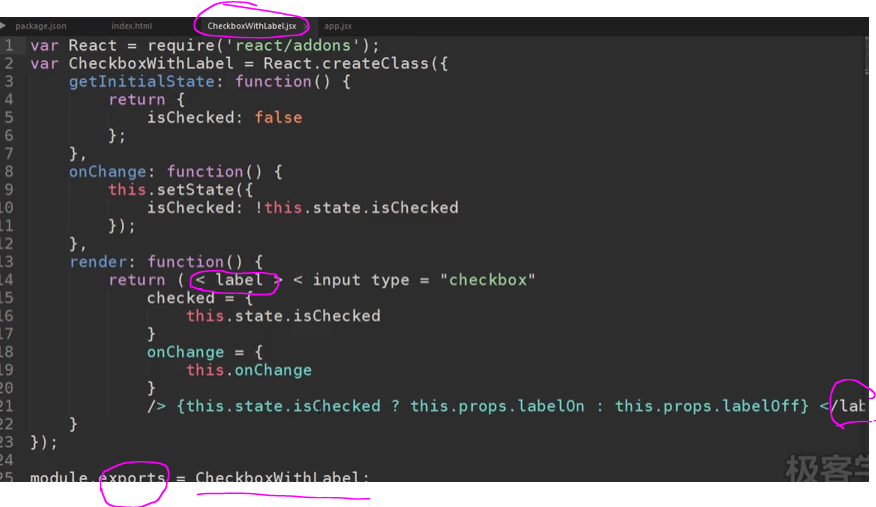 package.json index.html CheckboxWithLabel.jsx app.jsx
1 var React = require('react/addons');
2 var CheckboxWithLabel = React.createClass({
3 getInitialState: function() {
4 return {
5 isChecked: false
6 };
7 },
8 onChange: function() {
9 this.setState({
10 isChecked: !this.state.isChecked
11 });
12 },
13 render: function() {
14 return ( < label > < input type = "checkbox"
15 checked = {
16 this.state.isChecked
17 }
18 onChange = {
19 this.onChange
20 }
21 /> {this.state.isChecked ? this.props.labelOn : this.props.labelOff} </lab
22 }
23 });
24
25 module.exports = CheckboxWithLabel;
极客学